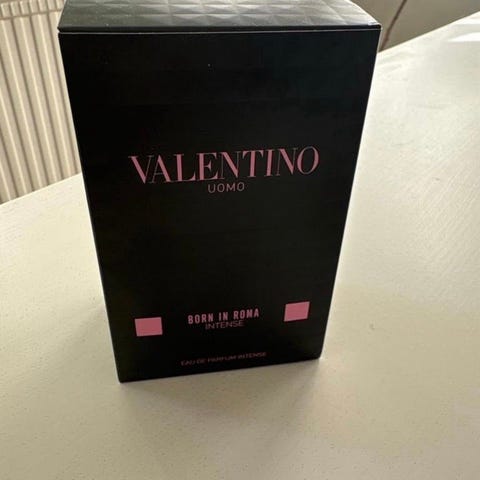 VALENTINO
UOMO
BORN IN ROMA
INTENSE
EAU DE PARFUM INTENSE